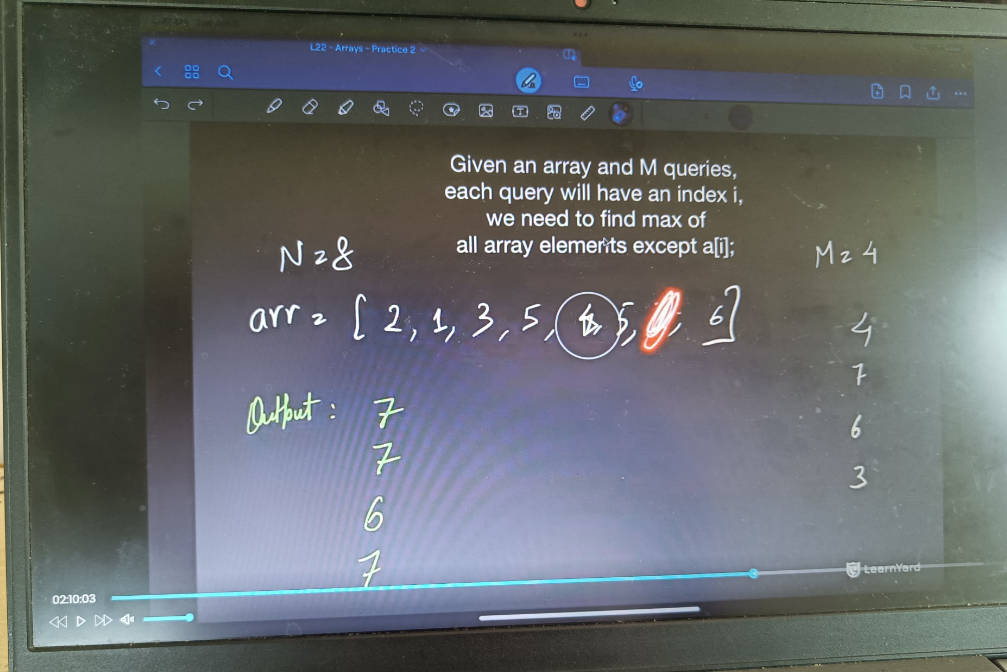 L22 - Arrays - Practice 2
Given an array and M queries,
each query will have an index i,
we need to find max of
all array elements except a[i];
N=8
M=4
arr = [ 2, 1, 3, 5, 5, , 6]
4
7
6
3
Output: 7
7
6
7
LearnYard
02:10:03